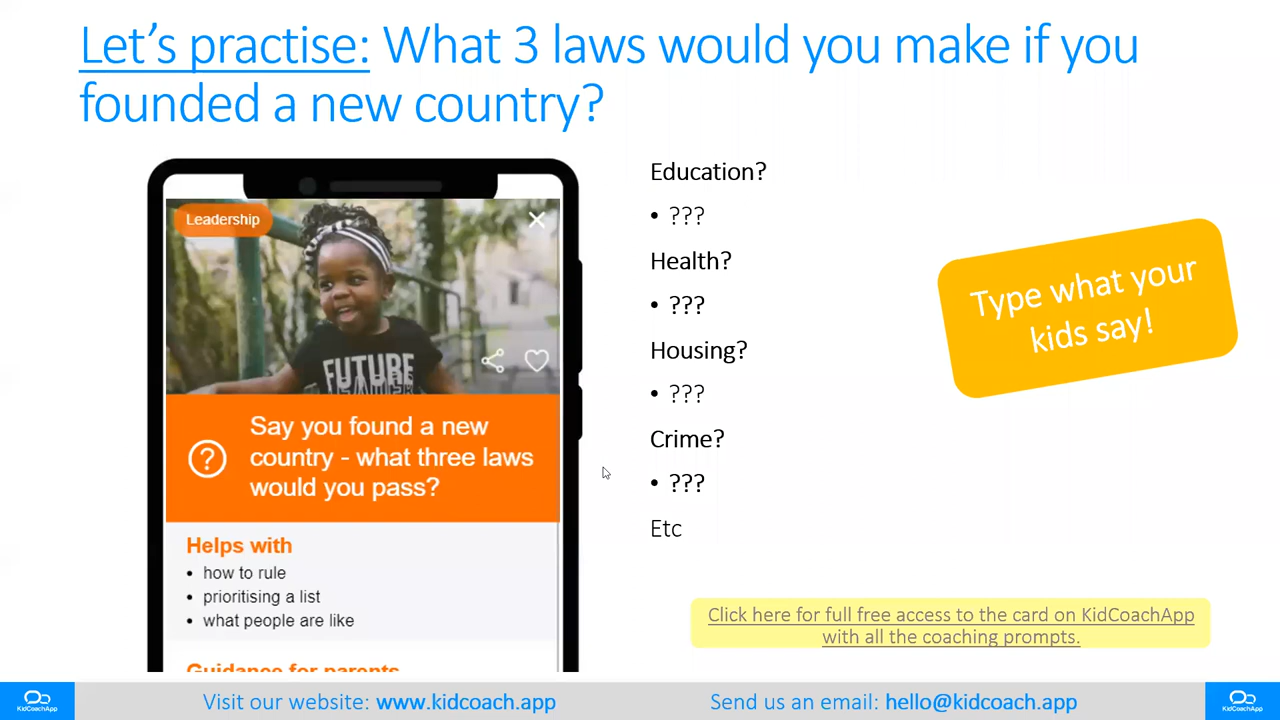 Let's practise: What 3 laws would you make if you
founded a new country?
Leadership
FUTURE
Say you found a new
country - what three laws
would you pass?
Helps with
• how to rule
• prioritising a list
• what people are like
Guidance for parents
Education?
• ???
Health?
• ???
Housing?
• ???
Crime?
• ???
Etc
Type what your
kids say!
Click here for full free access to the card on KidCoachApp
with all the coaching prompts.
KidCoachApp
Visit our website: www.kidcoach.app
Send us an email: hello@kidcoach.app
KidCoachApp